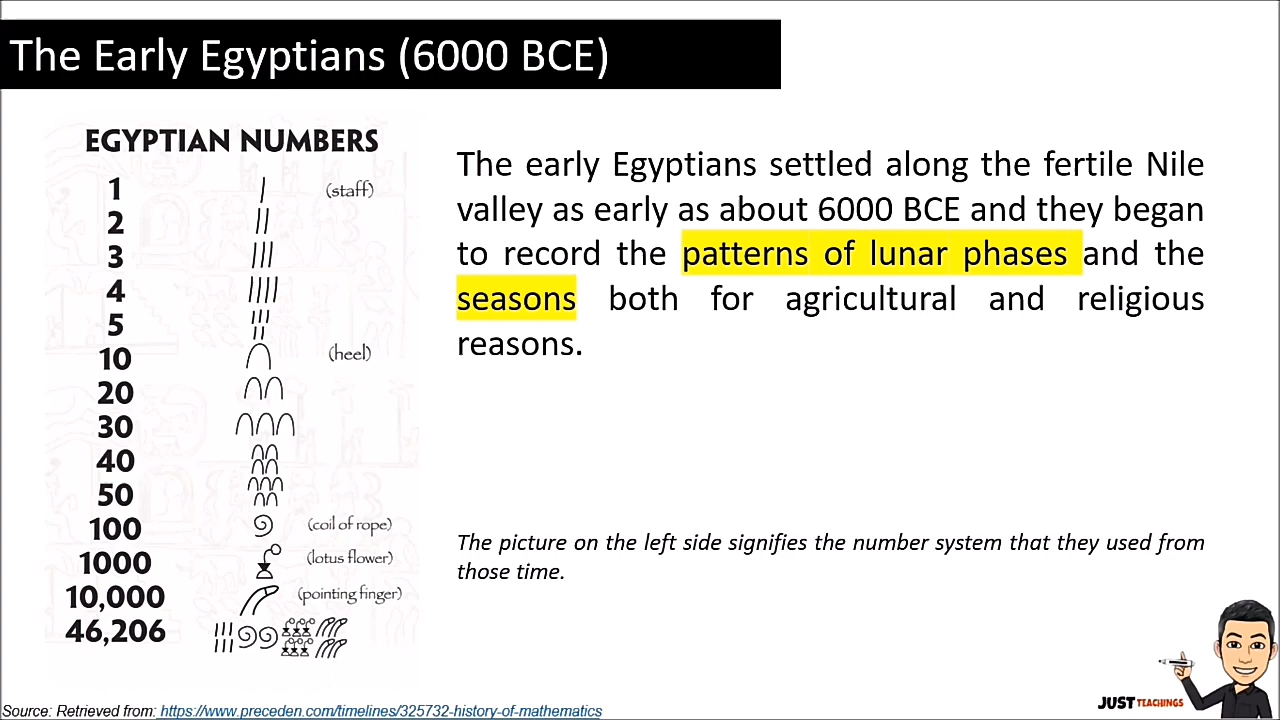 The Early Egyptians (6000 BCE)
EGYPTIAN NUMBERS
1 (staff)
2
3
4
5
10 (heel)
20
30
40
50
100 (coil of rope)
1000 (lotus flower)
10,000 (pointing finger)
46,206
The early Egyptians settled along the fertile Nile
valley as early as about 6000 BCE and they began
to record the patterns of lunar phases and the
seasons both for agricultural and religious
reasons.
The picture on the left side signifies the number system that they used from
those time.
JUST TEACHINGS
Source: Retrieved from: https://www.preceden.com/timelines/325732-history-of-mathematics